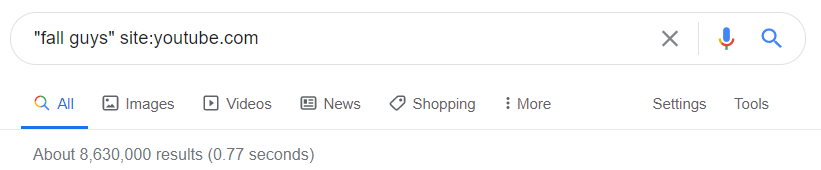 "fall guys" site:youtube.com
All Images Videos News Shopping More Settings Tools
About 8,630,000 results (0.77 seconds)